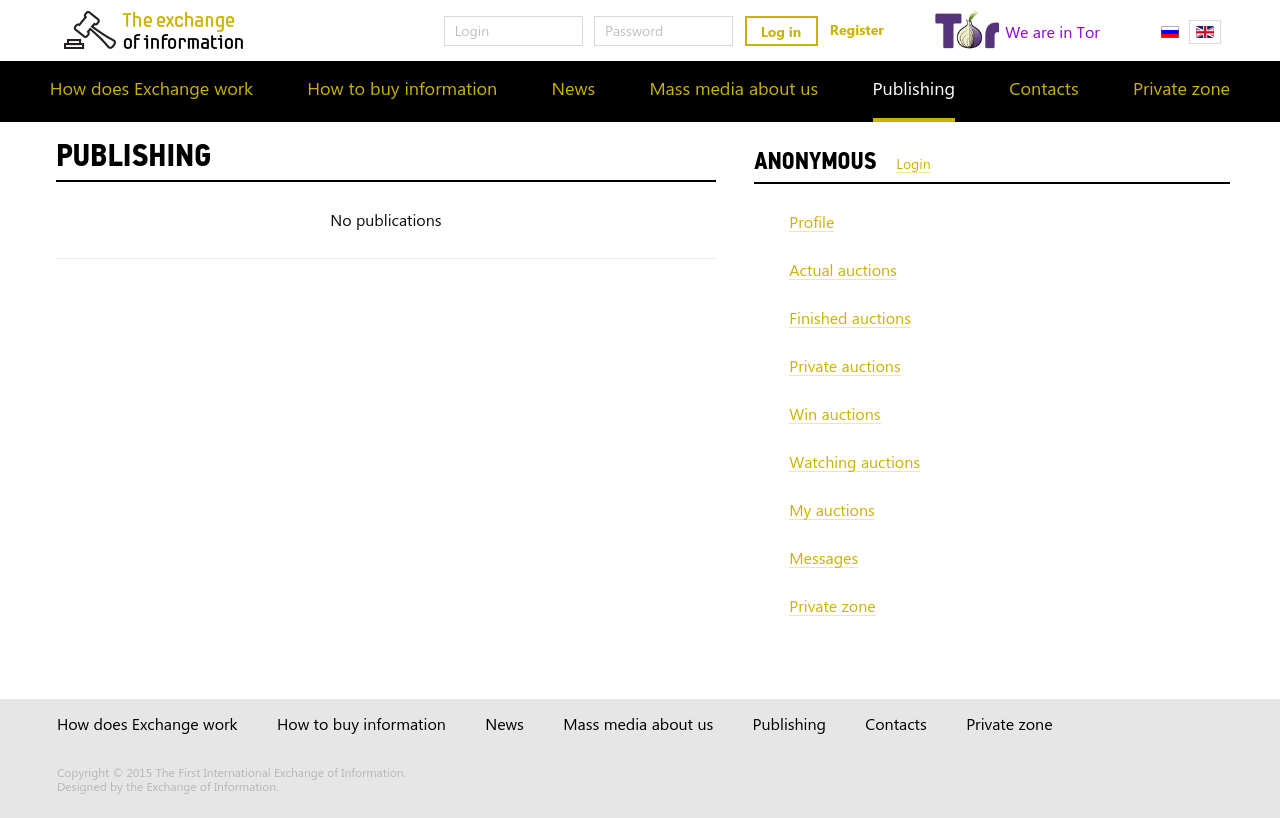 The exchange
of information
Login
Password
Log in
Register
Tor
We are in Tor
How does Exchange work
How to buy information
News
Mass media about us
Publishing
Contacts
Private zone
PUBLISHING
No publications
ANONYMOUS
Login
Profile
Actual auctions
Finished auctions
Private auctions
Win auctions
Watching auctions
My auctions
Messages
Private zone
How does Exchange work
How to buy information
News
Mass media about us
Publishing
Contacts
Private zone
Copyright © 2015 The First International Exchange of Information.
Designed by the Exchange of Information.